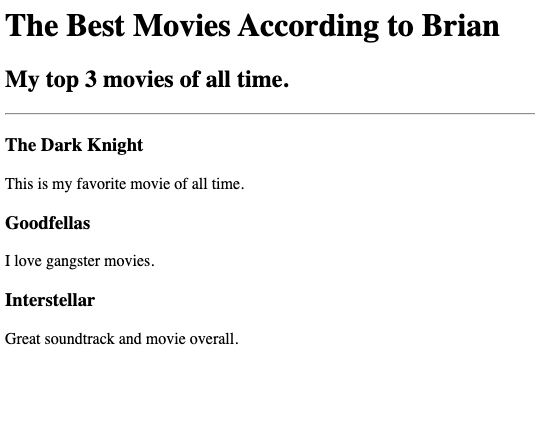 The Best Movies According to Brian
My top 3 movies of all time.
The Dark Knight
This is my favorite movie of all time.
Goodfellas
I love gangster movies.
Interstellar
Great soundtrack and movie overall.